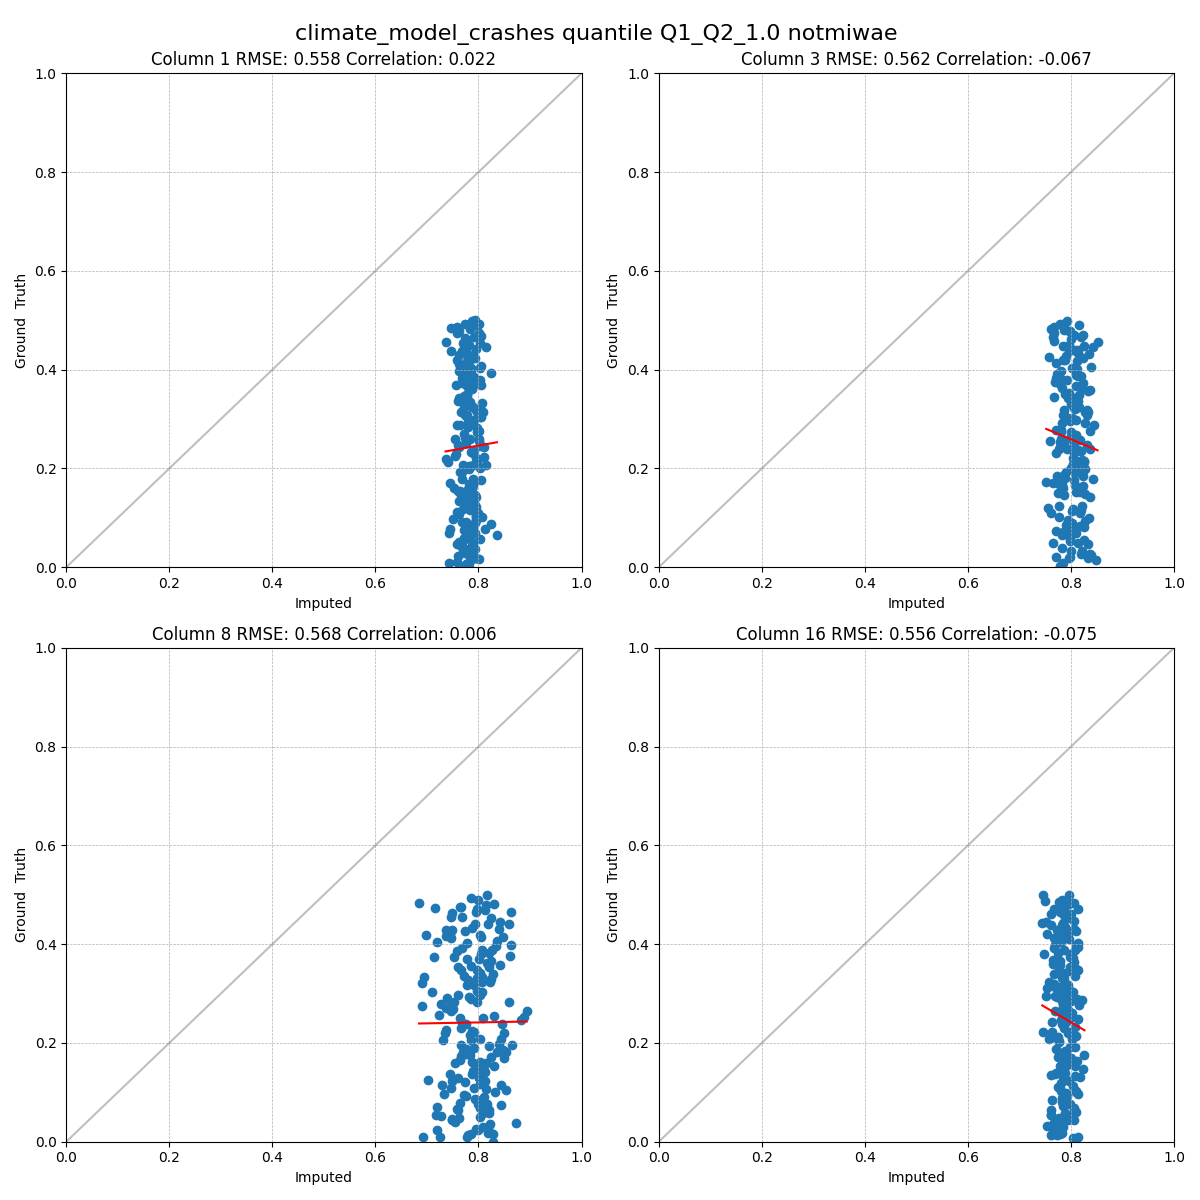 climate_model_crashes quantile Q1_Q2_1.0 notmiwae
Column 1 RMSE: 0.558 Correlation: 0.022
1.0
0.8
0.6
0.4
0.2
0.0
Ground  Truth
0.0 0.2 0.4 0.6 0.8 1.0
Imputed
Column 3 RMSE: 0.562 Correlation: -0.067
1.0
0.8
0.6
0.4
0.2
0.0
Ground  Truth
0.0 0.2 0.4 0.6 0.8 1.0
Imputed
Column 8 RMSE: 0.568 Correlation: 0.006
1.0
0.8
0.6
0.4
0.2
0.0
Ground  Truth
0.0 0.2 0.4 0.6 0.8 1.0
Imputed
Column 16 RMSE: 0.556 Correlation: -0.075
1.0
0.8
0.6
0.4
0.2
0.0
Ground  Truth
0.0 0.2 0.4 0.6 0.8 1.0
Imputed